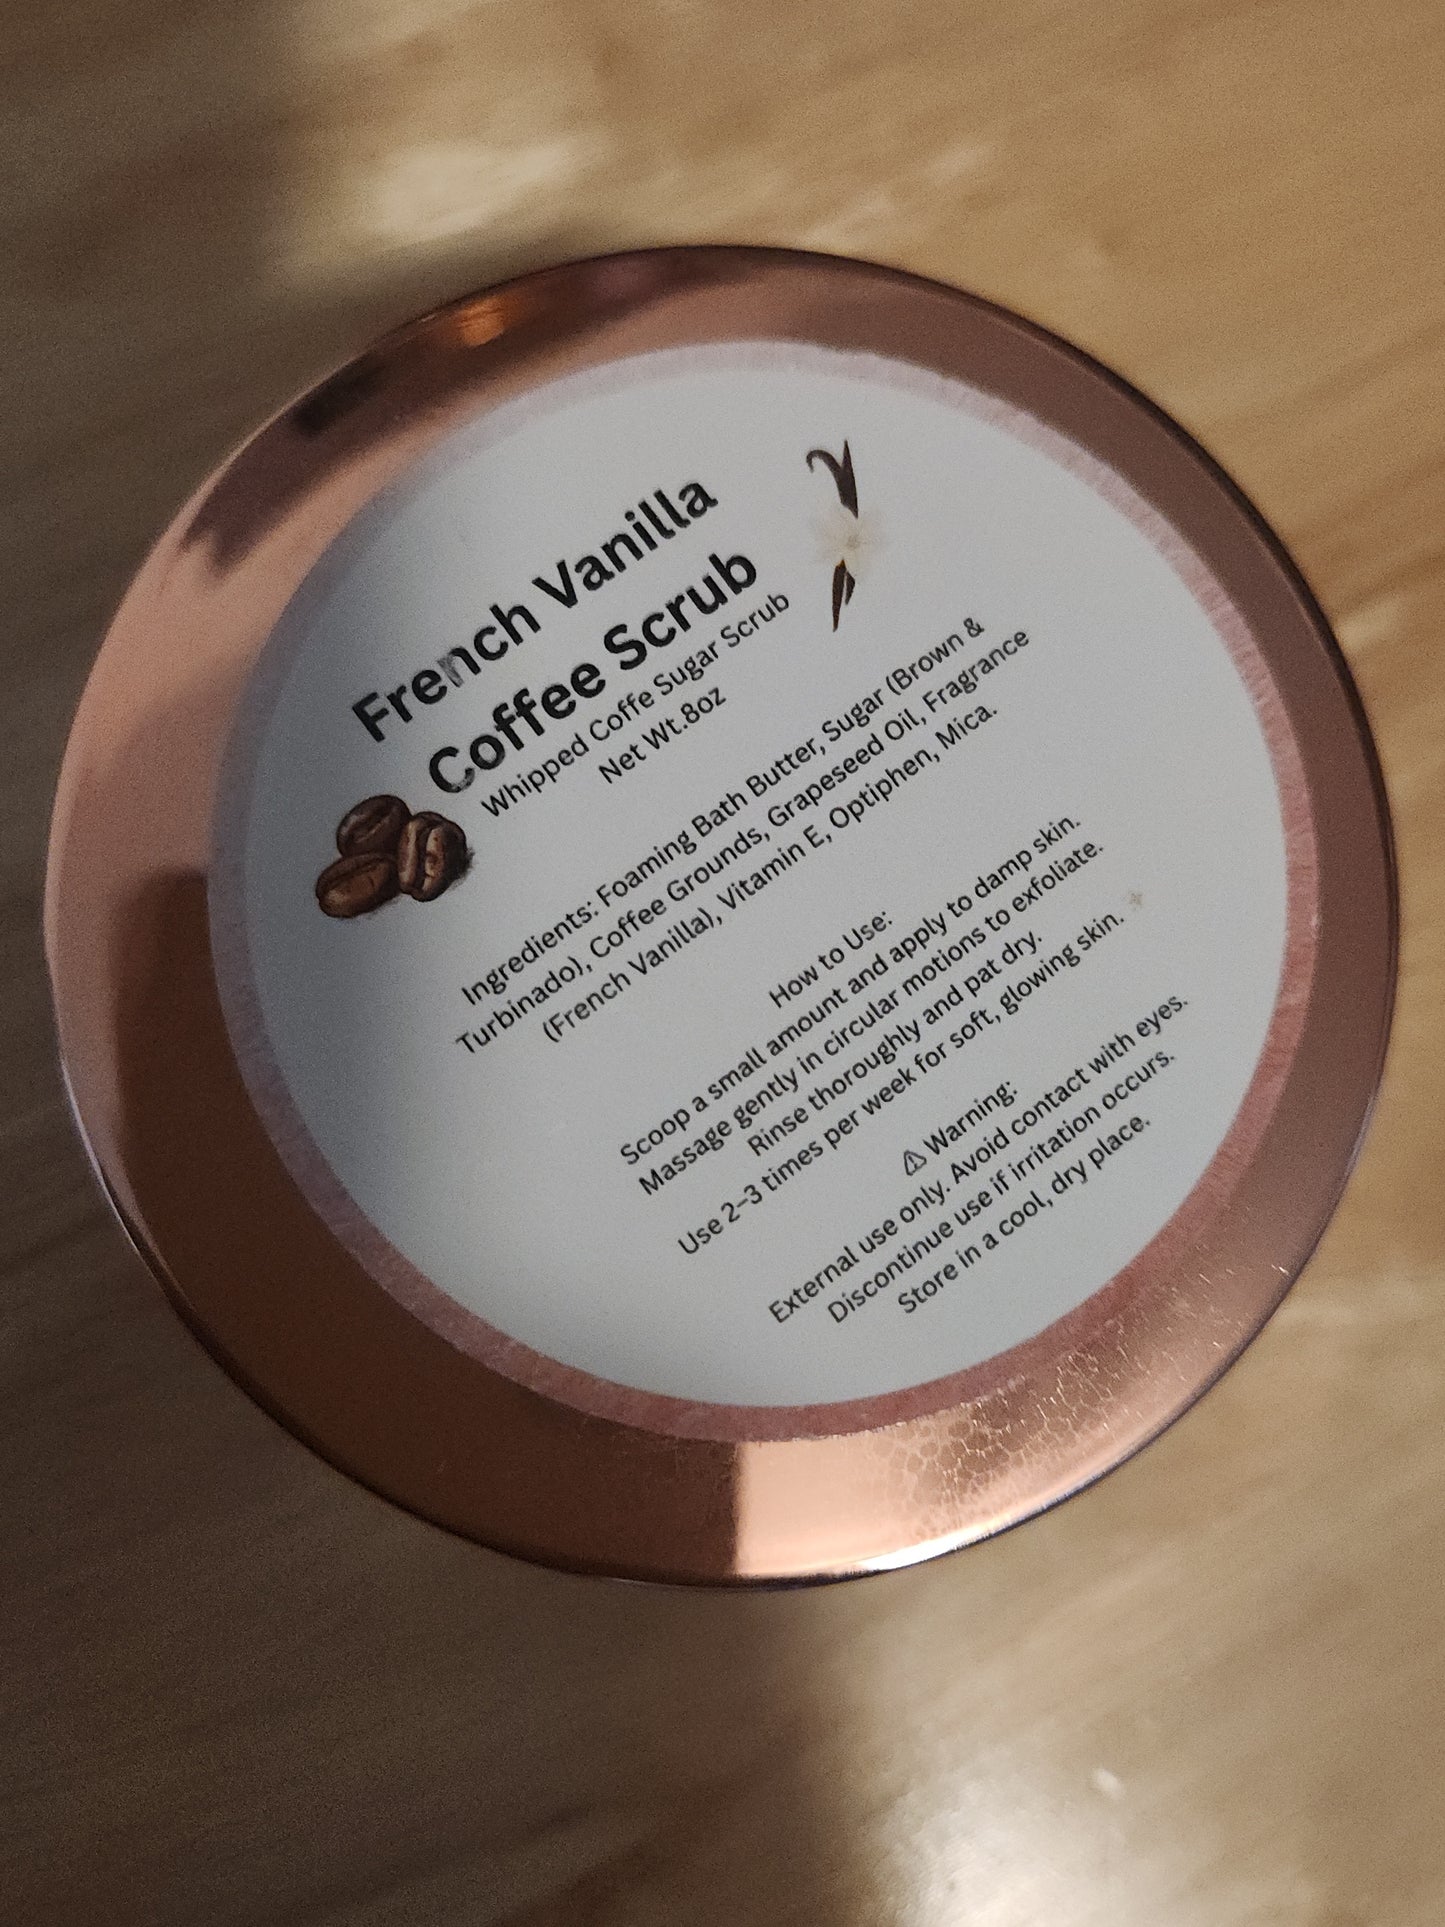 French Vanilla
Coffee Scrub
Whipped Coffe Sugar Scrub
Net Wt.8oz
Ingredients: Foaming Bath Butter, Sugar (Brown &
Turbinado), Coffee Grounds, Grapeseed Oil, Fragrance
(French Vanilla), Vitamin E, Optiphen, Mica.
How to Use:
Scoop a small amount and apply to damp skin.
Massage gently in circular motions to exfoliate.
Rinse thoroughly and pat dry.
Use 2–3 times per week for soft, glowing skin.
⚠ Warning:
External use only. Avoid contact with eyes.
Discontinue use if irritation occurs.
Store in a cool, dry place.